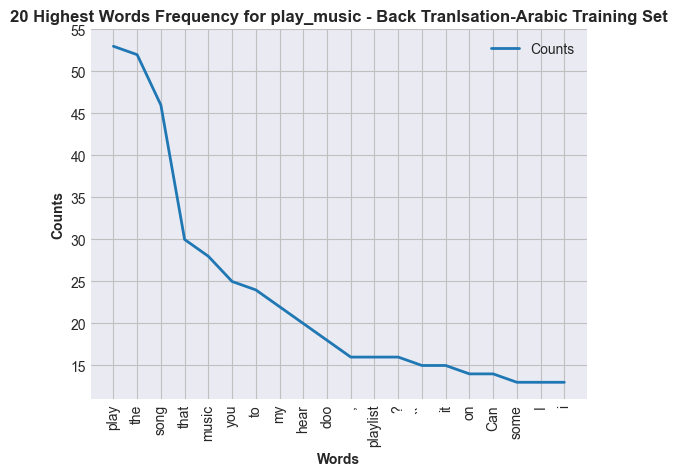 20 Highest Words Frequency for play_music - Back Tranlsation-Arabic Training Set
Counts
55
50
45
40
35
30
25
20
15
Counts
play
the
song
that
music
you
to
my
hear
doo
,
playlist
?
``
it
on
Can
some
I
i
Words